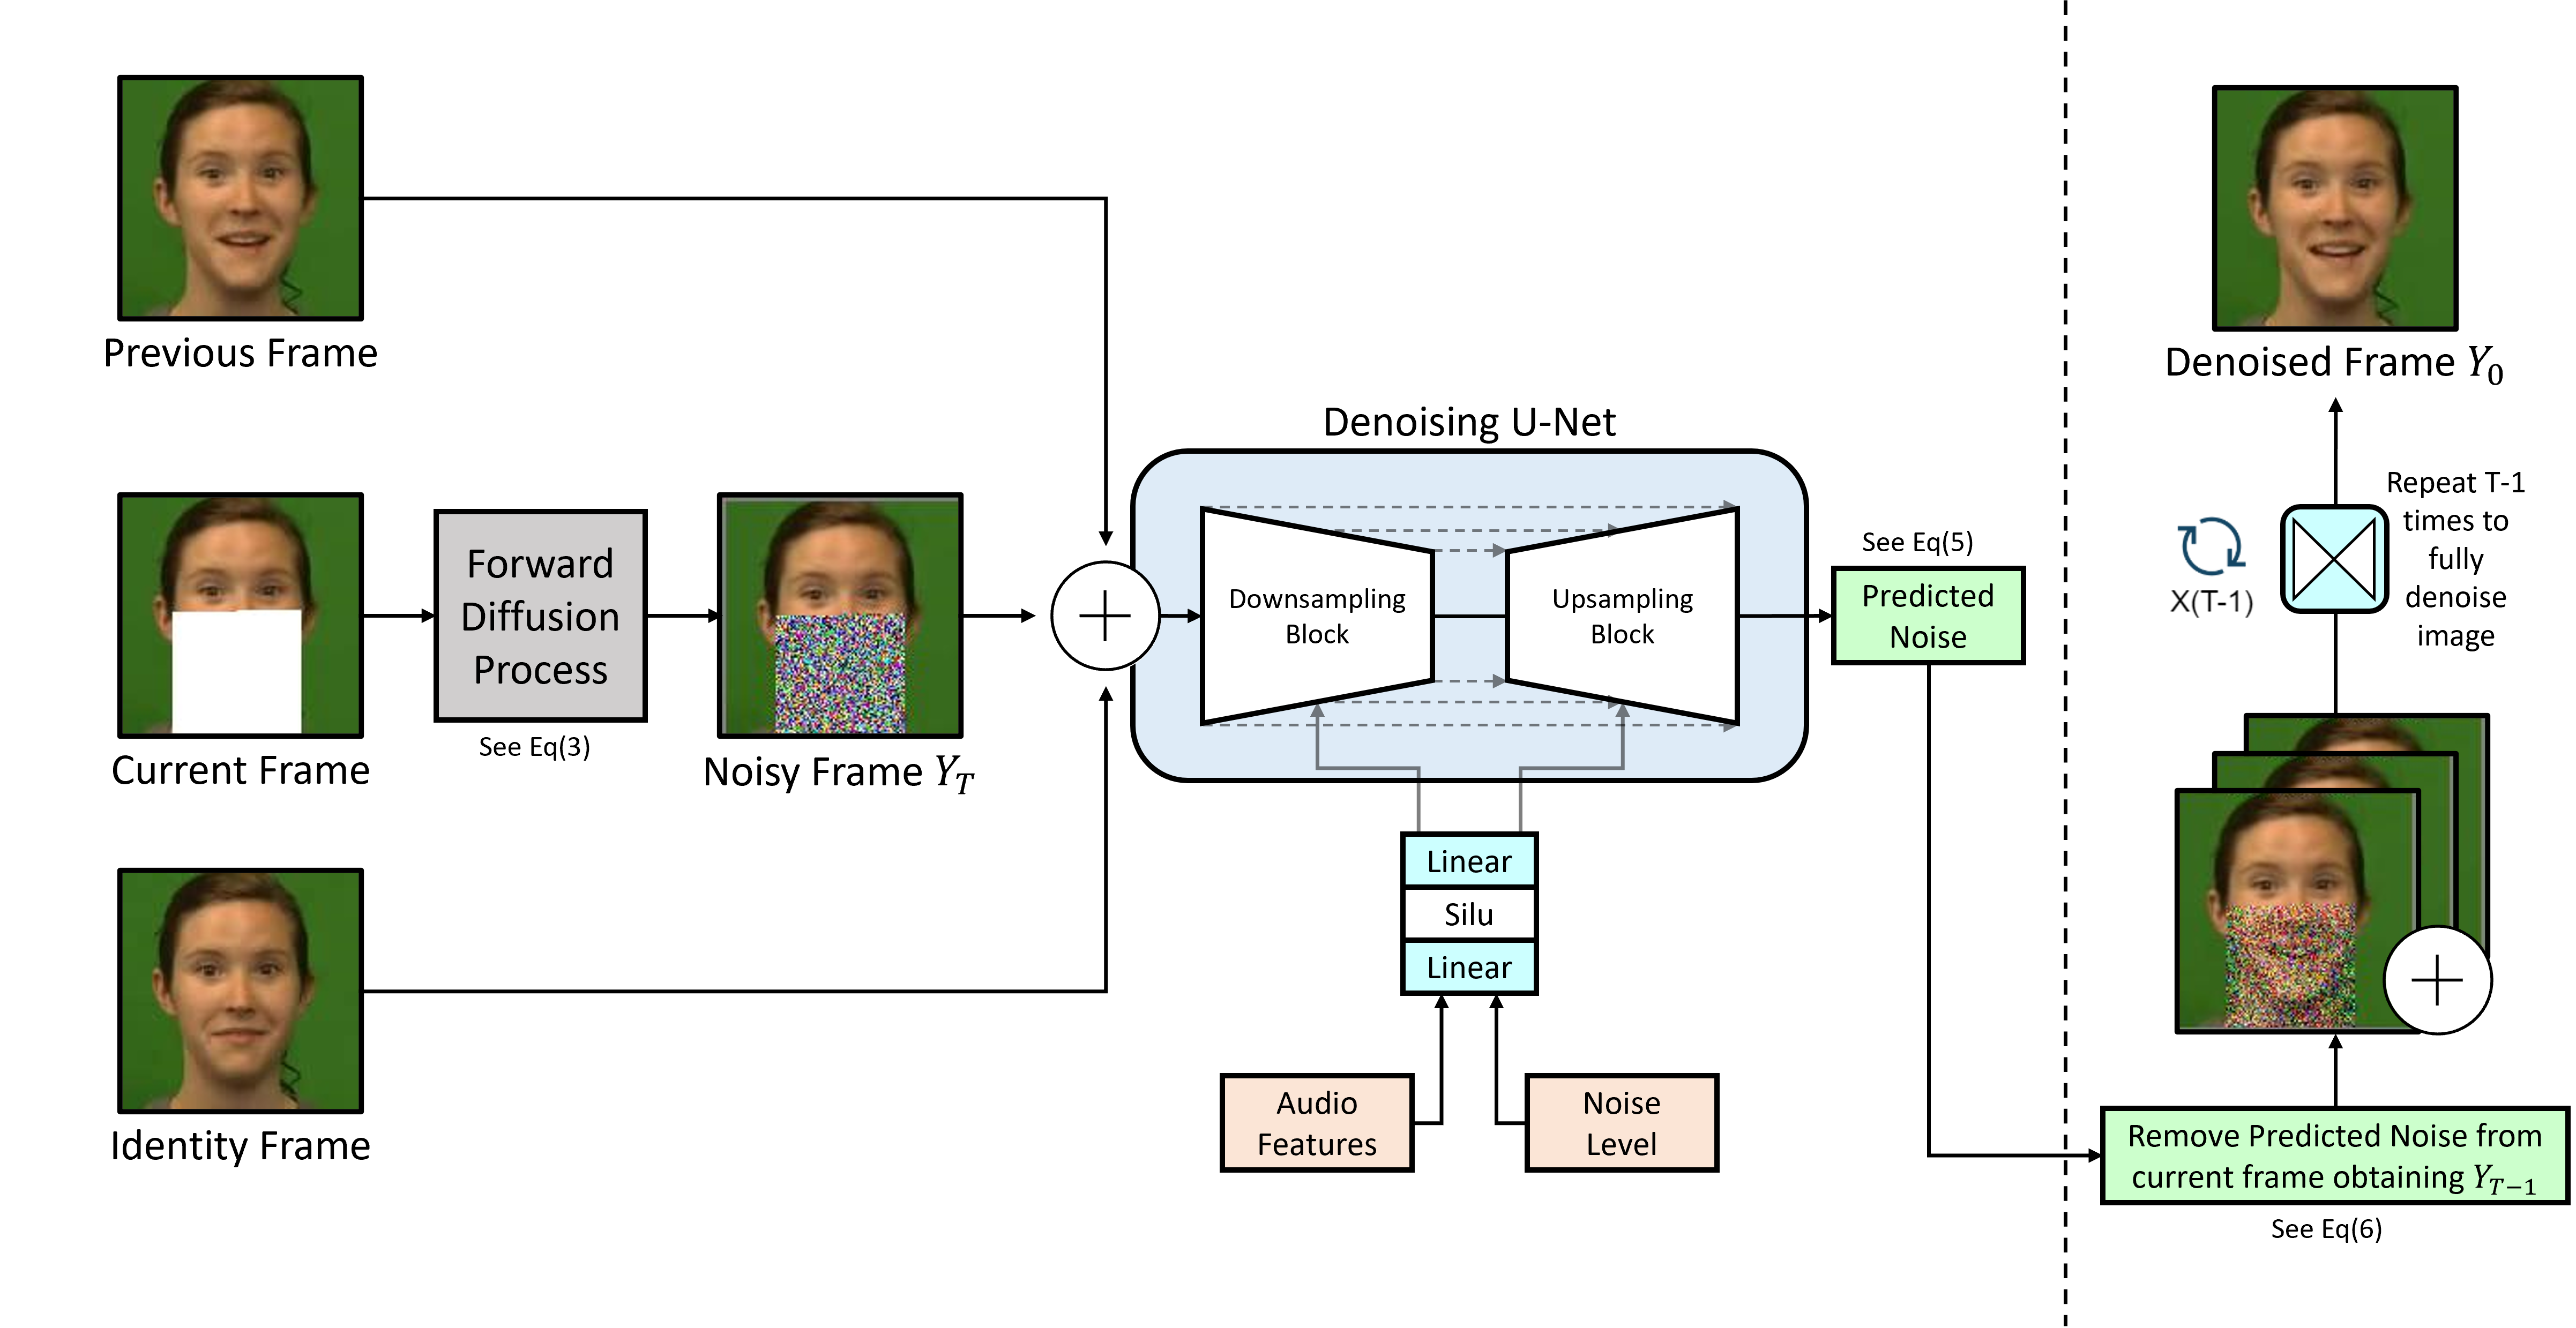 Previous Frame
Current Frame
Forward
Diffusion
Process
See Eq(3)
Noisy Frame Y_T
Identity Frame
Denoising U-Net
Downsampling
Block
Upsampling
Block
Linear
Silu
Linear
Audio
Features
Noise
Level
See Eq(5)
Predicted
Noise
Denoised Frame Y_0
X(T-1)
Repeat T-1
times to
fully
denoise
image
Remove Predicted Noise from
current frame obtaining Y_{T-1}
See Eq(6)